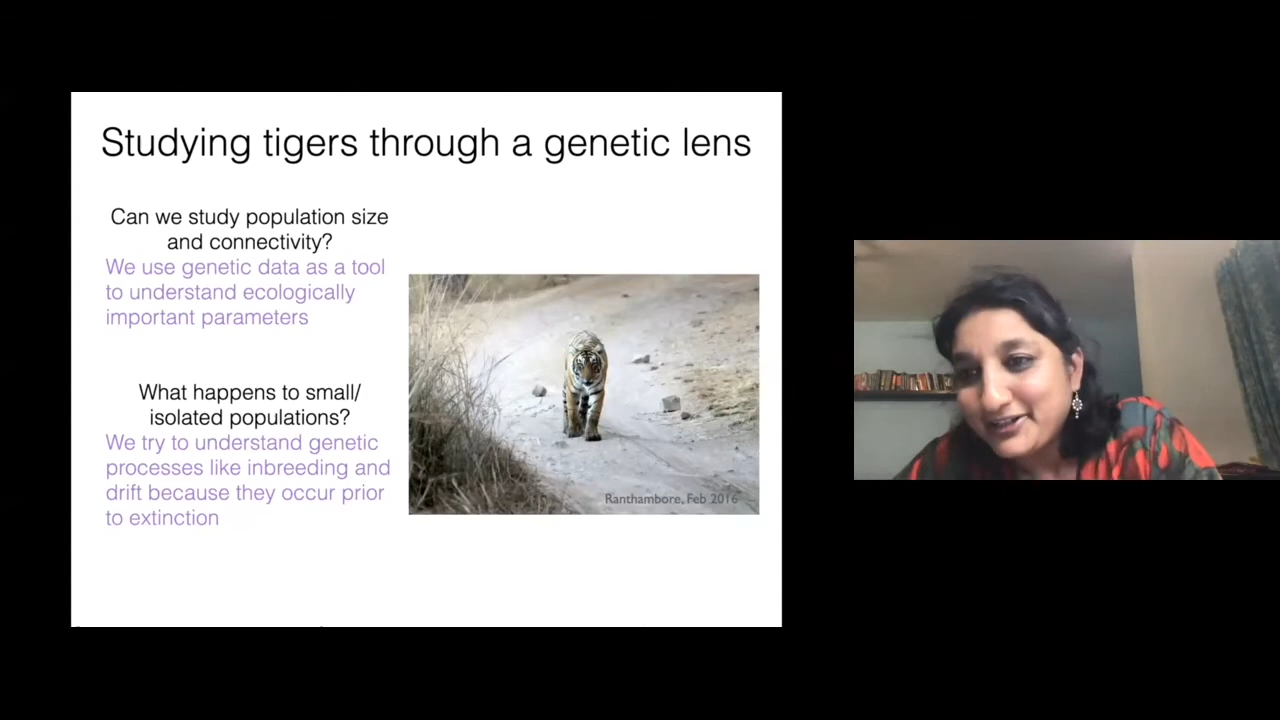 Studying tigers through a genetic lens
Can we study population size
and connectivity?
We use genetic data as a tool
to understand ecologically
important parameters
What happens to small/
isolated populations?
We try to understand genetic
processes like inbreeding and
drift because they occur prior
to extinction
Ranthambore, Feb 2016